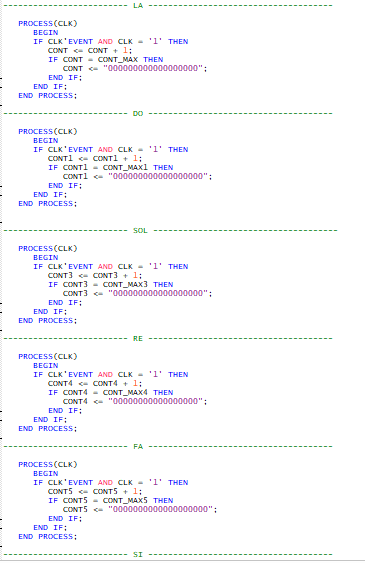 ------------------------- LA -------------------------------------
PROCESS(CLK)
BEGIN
IF CLK'EVENT AND CLK = '1' THEN
CONT <= CONT + 1;
IF CONT = CONT_MAX THEN
CONT <= "000000000000000000";
END IF;
END IF;
END PROCESS;
------------------------- DO -------------------------------------
PROCESS(CLK)
BEGIN
IF CLK'EVENT AND CLK = '1' THEN
CONT1 <= CONT1 + 1;
IF CONT1 = CONT_MAX1 THEN
CONT1 <= "000000000000000000";
END IF;
END IF;
END PROCESS;
------------------------- SOL -------------------------------------
PROCESS(CLK)
BEGIN
IF CLK'EVENT AND CLK = '1' THEN
CONT3 <= CONT3 + 1;
IF CONT3 = CONT_MAX3 THEN
CONT3 <= "000000000000000000";
END IF;
END IF;
END PROCESS;
------------------------- RE -------------------------------------
PROCESS(CLK)
BEGIN
IF CLK'EVENT AND CLK = '1' THEN
CONT4 <= CONT4 + 1;
IF CONT4 = CONT_MAX4 THEN
CONT4 <= "00000000000000000";
END IF;
END IF;
END PROCESS;
------------------------- FA -------------------------------------
PROCESS(CLK)
BEGIN
IF CLK'EVENT AND CLK = '1' THEN
CONT5 <= CONT5 + 1;
IF CONT5 = CONT_MAX5 THEN
CONT5 <= "0000000000000000000";
END IF;
END IF;
END PROCESS;
------------------------- SI -------------------------------------